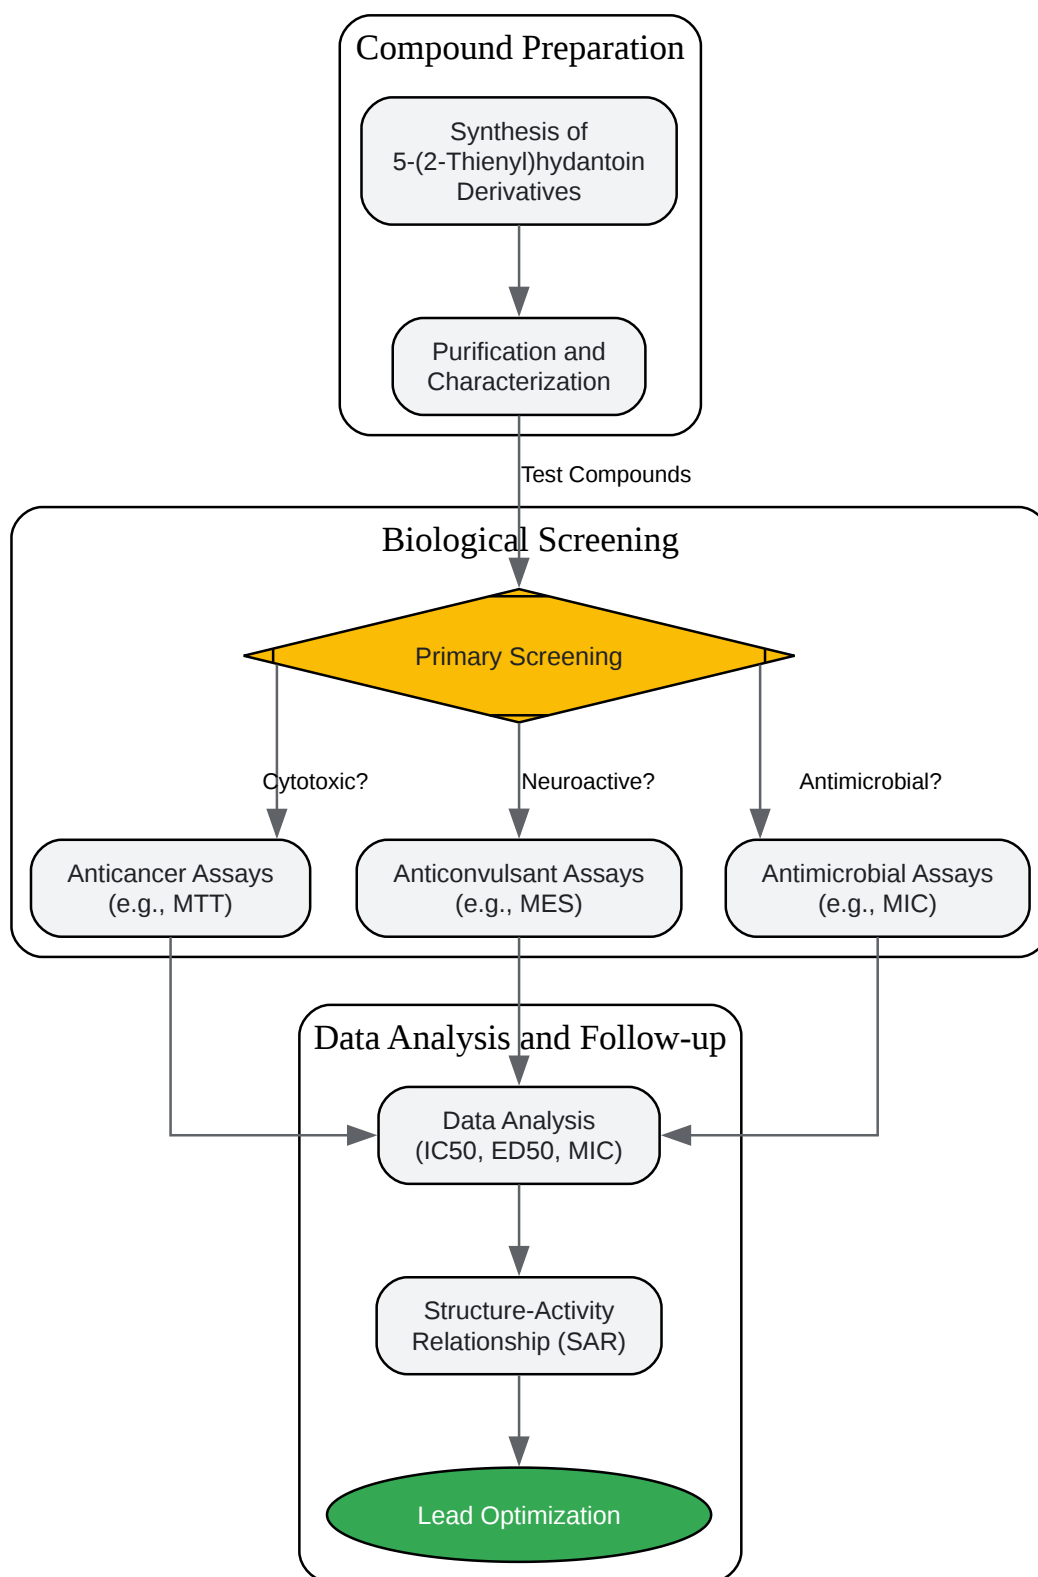 Compound Preparation
Synthesis of
5-(2-Thienyl)hydantoin
Derivatives
Purification and
Characterization
Test Compounds
Biological Screening
Primary Screening
Cytotoxic?
Neuroactive?
Antimicrobial?
Anticancer Assays
(e.g., MTT)
Anticonvulsant Assays
(e.g., MES)
Antimicrobial Assays
(e.g., MIC)
Data Analysis and Follow-up
Data Analysis
(IC50, ED50, MIC)
Structure-Activity
Relationship (SAR)
Lead Optimization